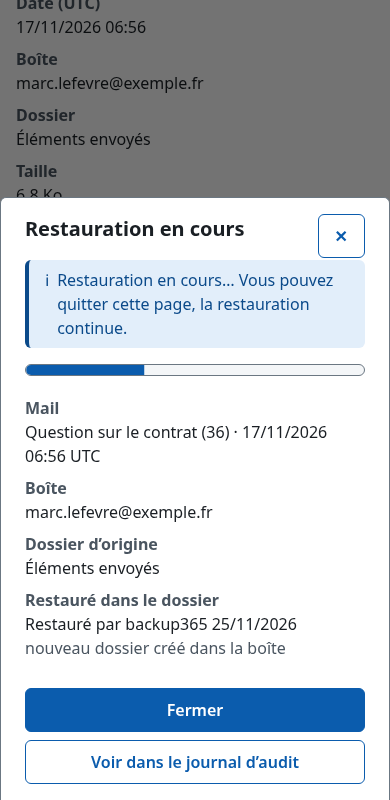 Date (UTC)
17/11/2026 06:56
Boîte
marc.lefevre@exemple.fr
Dossier
Éléments envoyés
Taille
6,8 Ko
Restauration en cours
×
i Restauration en cours… Vous pouvez
quitter cette page, la restauration
continue.
Mail
Question sur le contrat (36) · 17/11/2026
06:56 UTC
Boîte
marc.lefevre@exemple.fr
Dossier d’origine
Éléments envoyés
Restauré dans le dossier
Restauré par backup365 25/11/2026
nouveau dossier créé dans la boîte
Fermer
Voir dans le journal d’audit